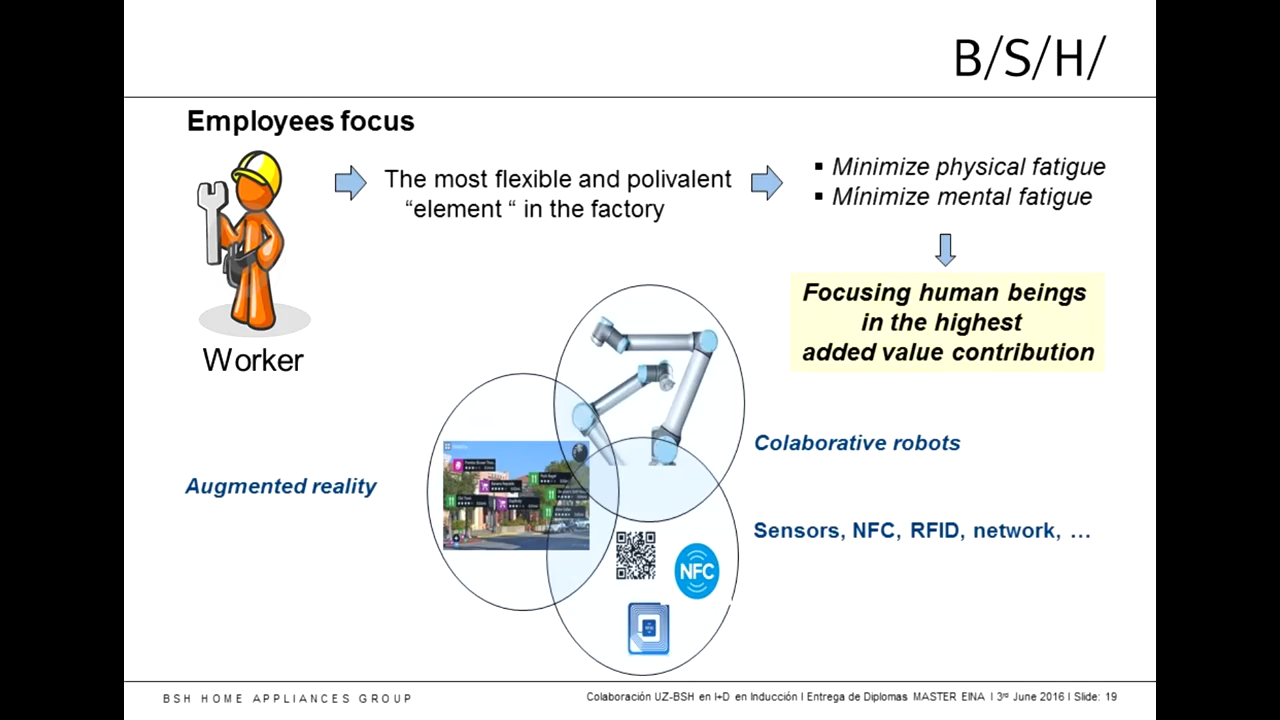 B/S/H/
Employees focus
The most flexible and polivalent
“element “ in the factory
▪ Minimize physical fatigue
▪ Mínimize mental fatigue
Worker
Focusing human beings
in the highest
added value contribution
Colaborative robots
Augmented reality
Sensors, NFC, RFID, network, …
NFC
BSH HOME APPLIANCES GROUP
Colaboración UZ-BSH en I+D en Inducción I Entrega de Diplomas MASTER EINA I 3rd June 2016 I Slide: 19